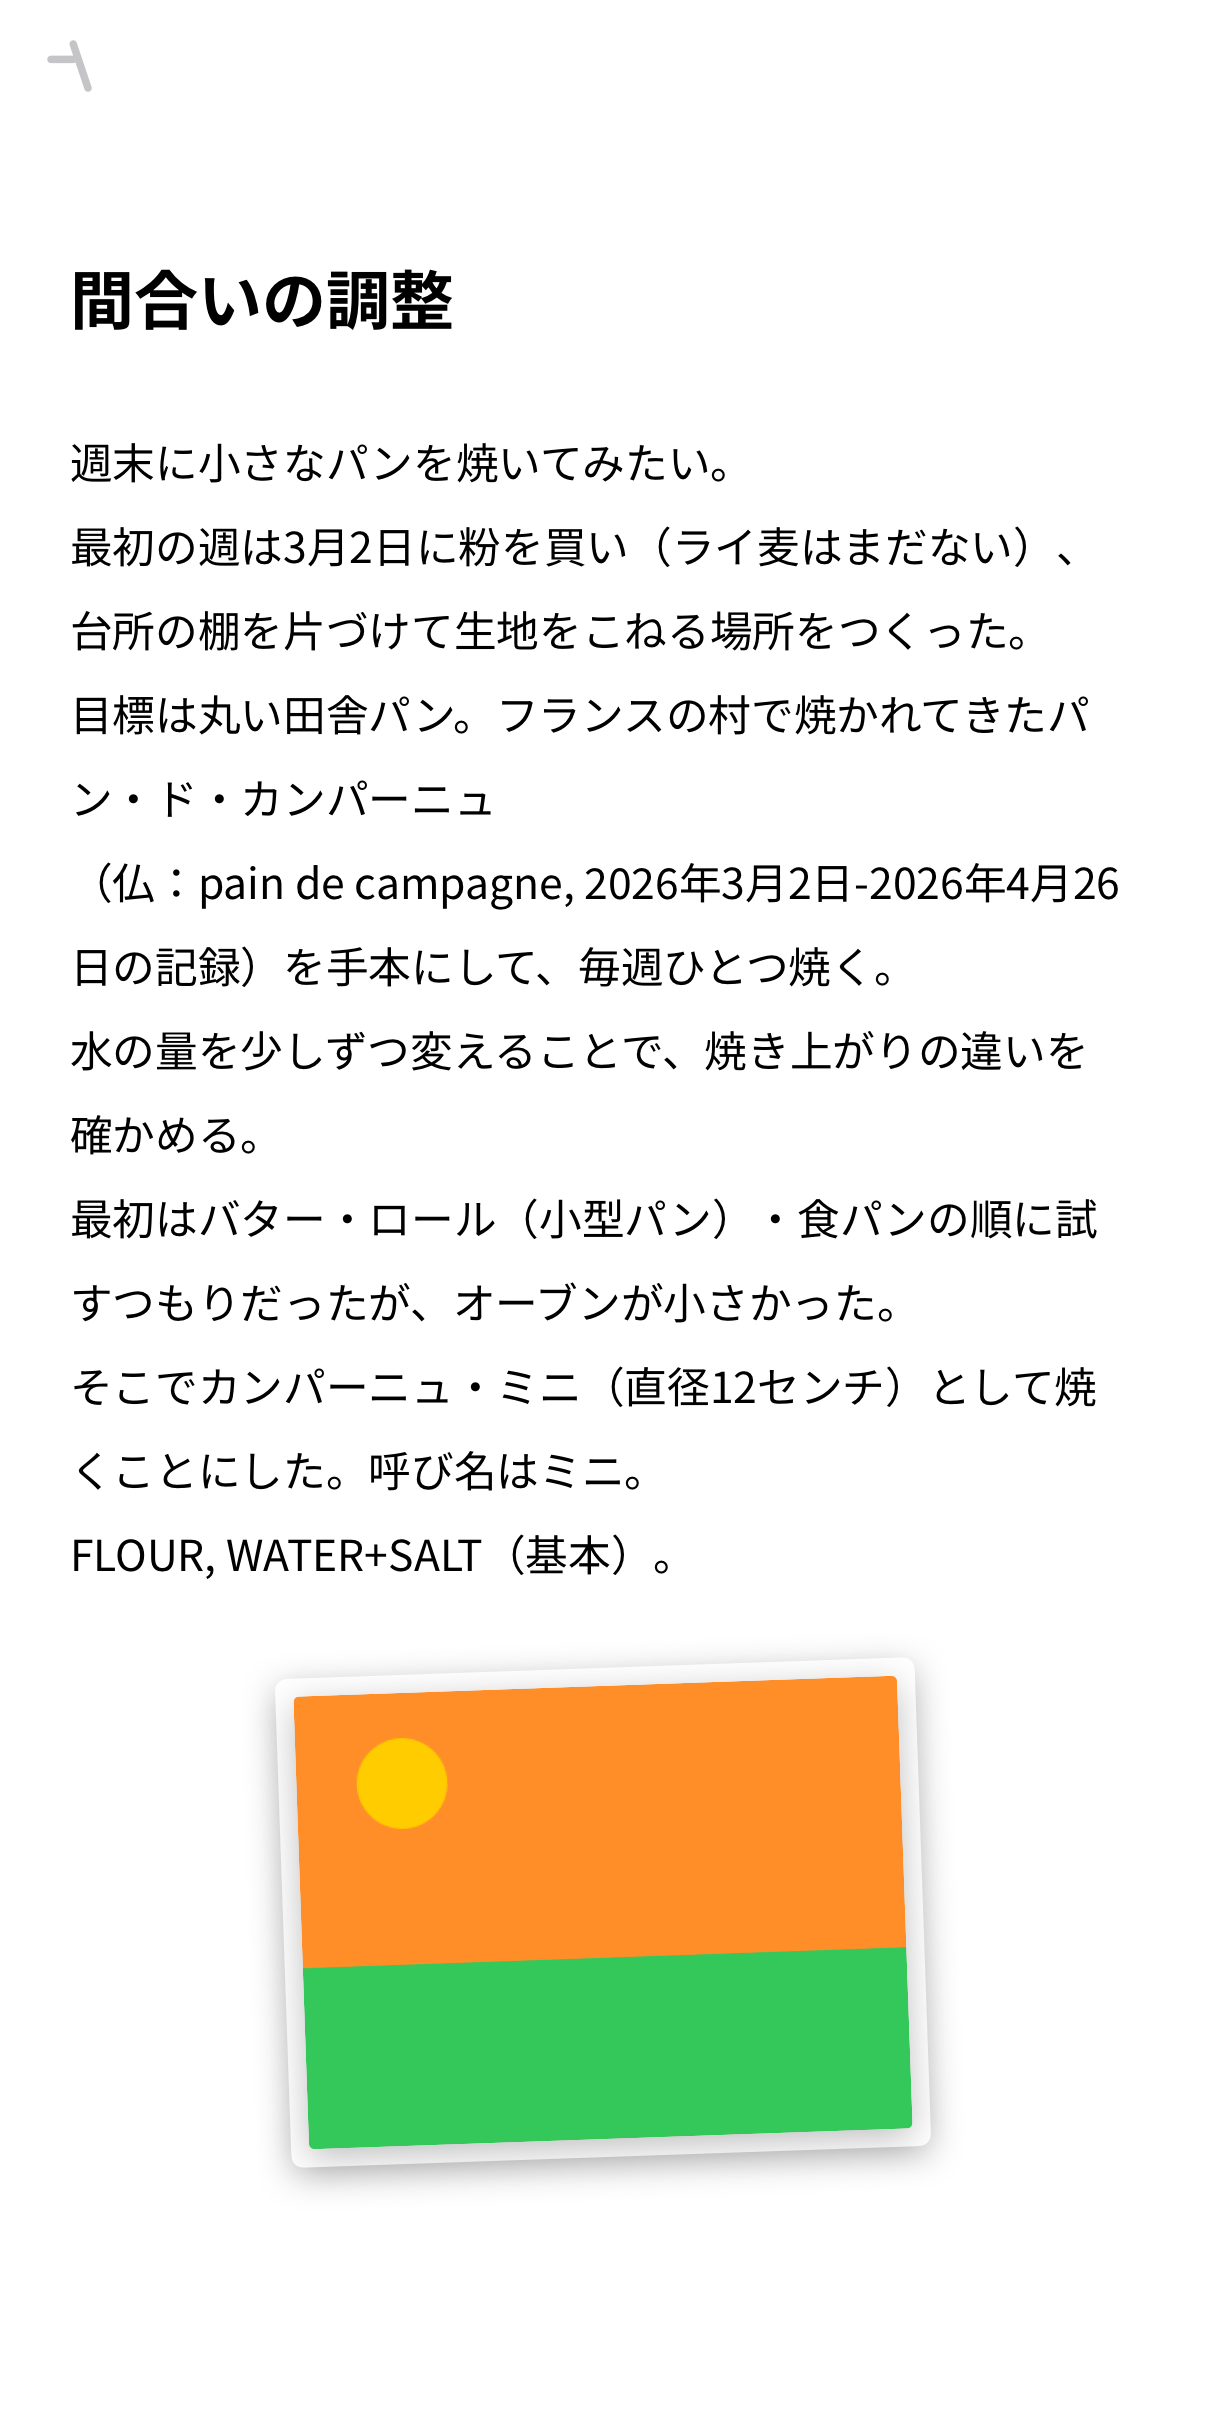 間合いの調整
週末に小さなパンを焼いてみたい。
最初の週は3月2日に粉を買い（ライ麦はまだない）、
台所の棚を片づけて生地をこねる場所をつくった。
目標は丸い田舎パン。フランスの村で焼かれてきたパ
ン・ド・カンパーニュ
（仏：pain de campagne, 2026年3月2日-2026年4月26
日の記録）を手本にして、毎週ひとつ焼く。
水の量を少しずつ変えることで、焼き上がりの違いを
確かめる。
最初はバター・ロール（小型パン）・食パンの順に試
すつもりだったが、オーブンが小さかった。
そこでカンパーニュ・ミニ（直径12センチ）として焼
くことにした。呼び名はミニ。
FLOUR, WATER+SALT（基本）。